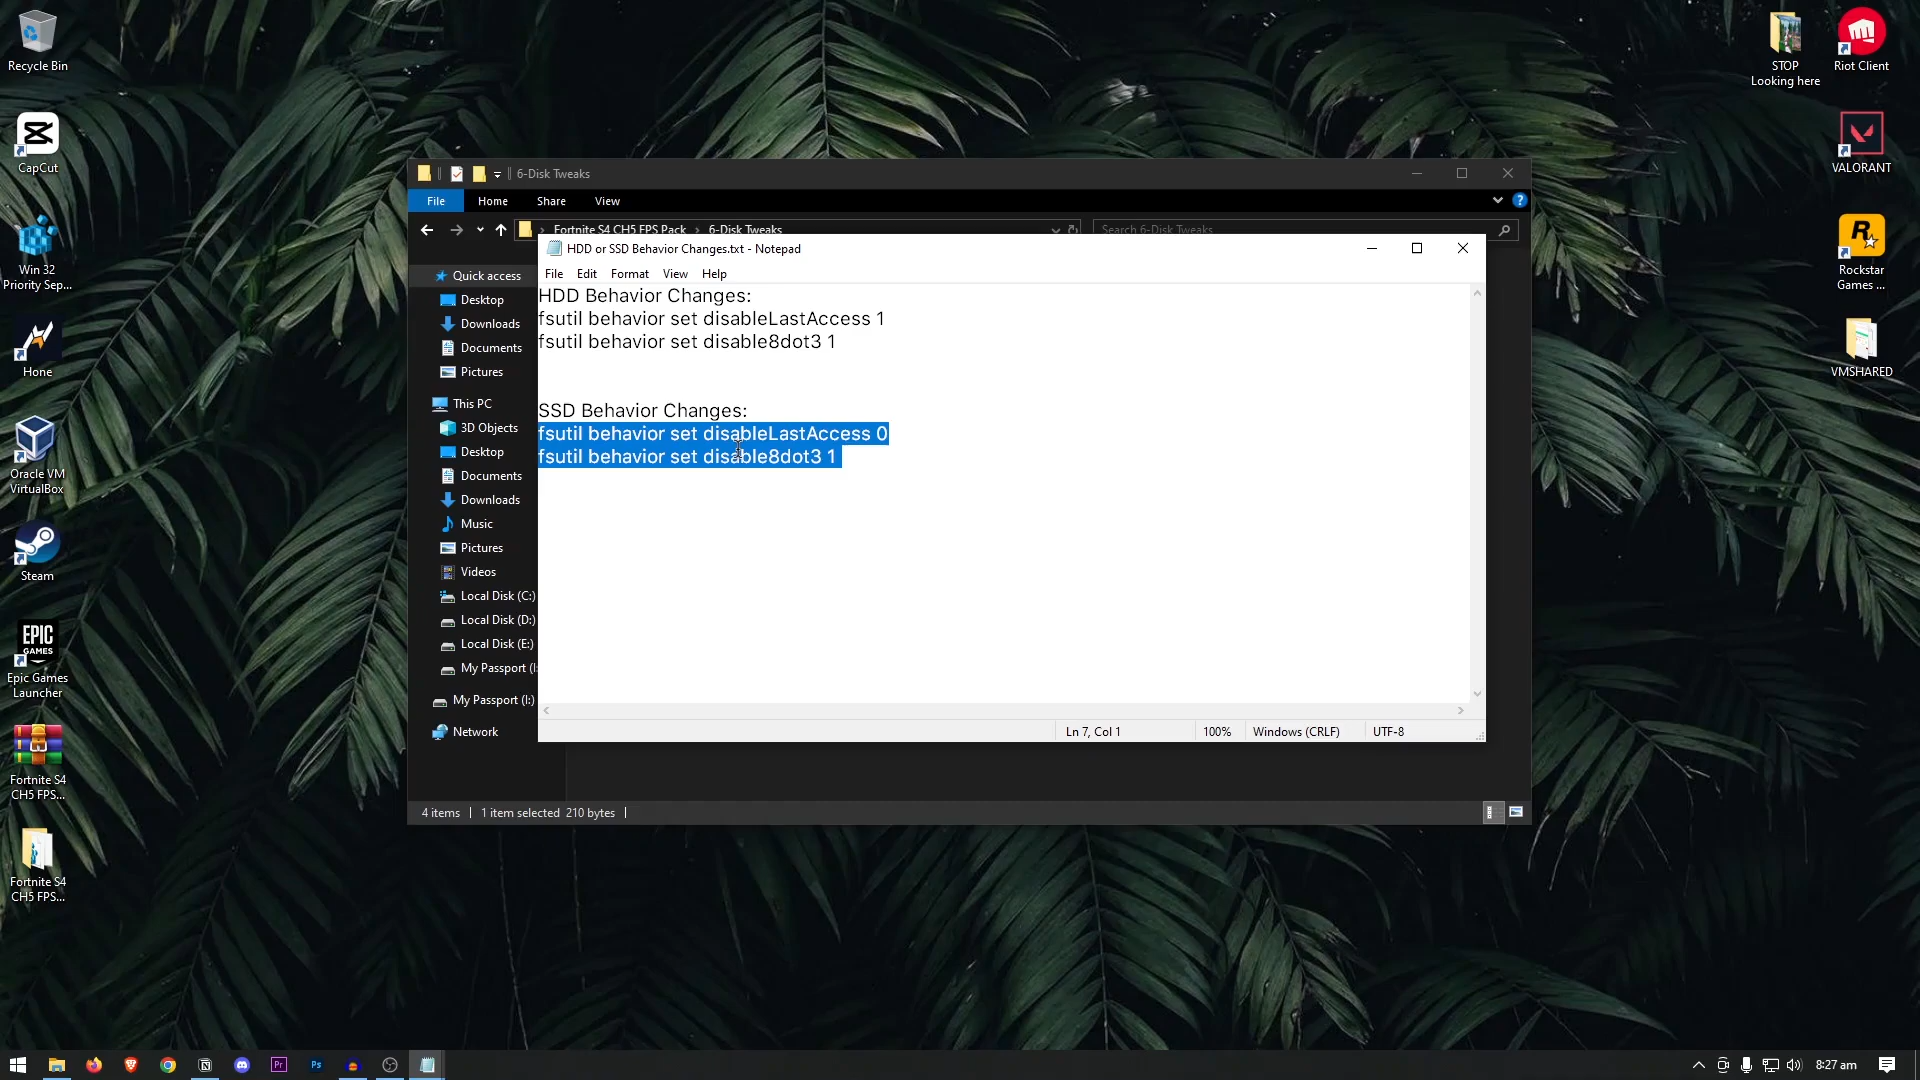 Recycle Bin
CapCut
Win 32
Priority Sep...
Hone
Oracle VM
VirtualBox
Steam
EPIC
GAMES
Epic Games
Launcher
Fortnite S4
CH5 FPS...
Fortnite S4
CH5 FPS...
STOP
Looking here
Riot Client
VALORANT
Rockstar
Games ...
VMSHARED
6-Disk Tweaks
File Home Share View
Fortnite S4 CH5 FPS Pack > 6-Disk Tweaks
Search 6-Disk Tweaks
Quick access
Desktop
Downloads
Documents
Pictures
This PC
3D Objects
Desktop
Documents
Downloads
Music
Pictures
Videos
Local Disk (C:)
Local Disk (D:)
Local Disk (E:)
My Passport (I:
My Passport (I:)
Network
4 items 1 item selected 210 bytes
HDD or SSD Behavior Changes.txt - Notepad
File Edit Format View Help
HDD Behavior Changes:
fsutil behavior set disableLastAccess 1
fsutil behavior set disable8dot3 1
SSD Behavior Changes:
fsutil behavior set disableLastAccess 0
fsutil behavior set disable8dot3 1
Ln 7, Col 1 100% Windows (CRLF) UTF-8
Pr
Ps
8:27 am